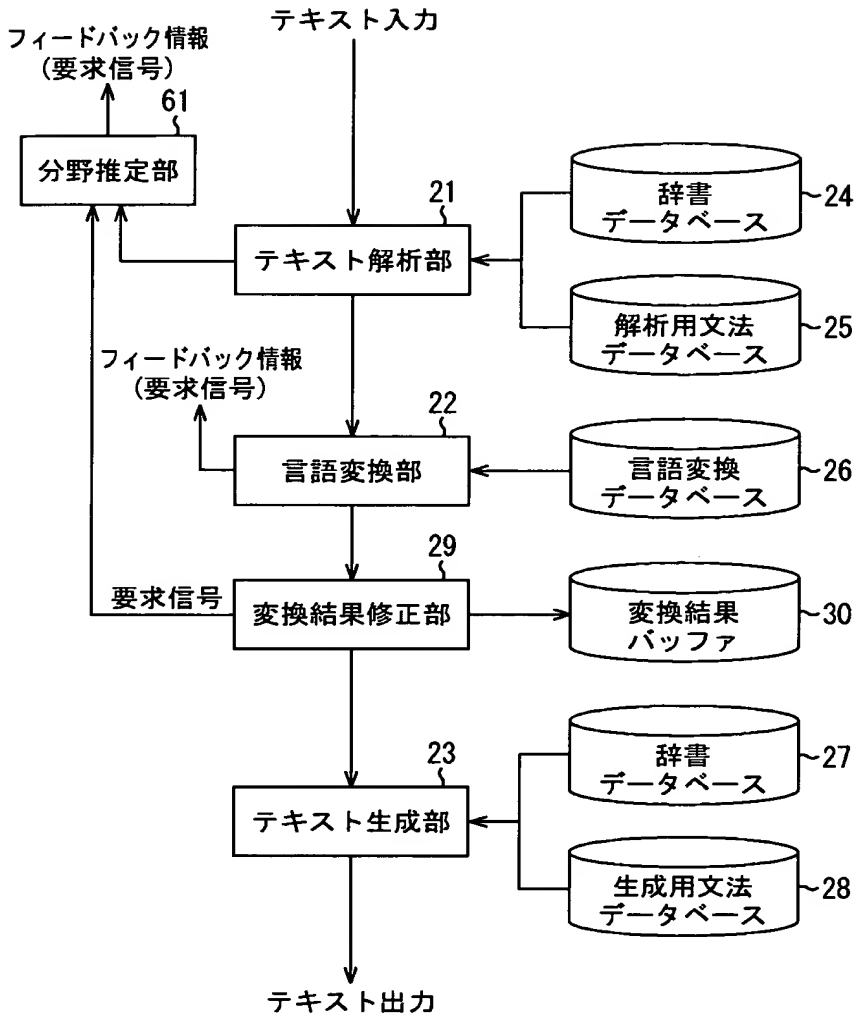 テキスト入力
フィードバック情報
(要求信号)
61
分野推定部
21
テキスト解析部
辞書
データベース
24
解析用文法
データベース
25
フィードバック情報
(要求信号)
22
言語変換部
言語変換
データベース
26
要求信号
29
変換結果修正部
変換結果
バッファ
30
23
テキスト生成部
辞書
データベース
27
生成用文法
データベース
28
テキスト出力